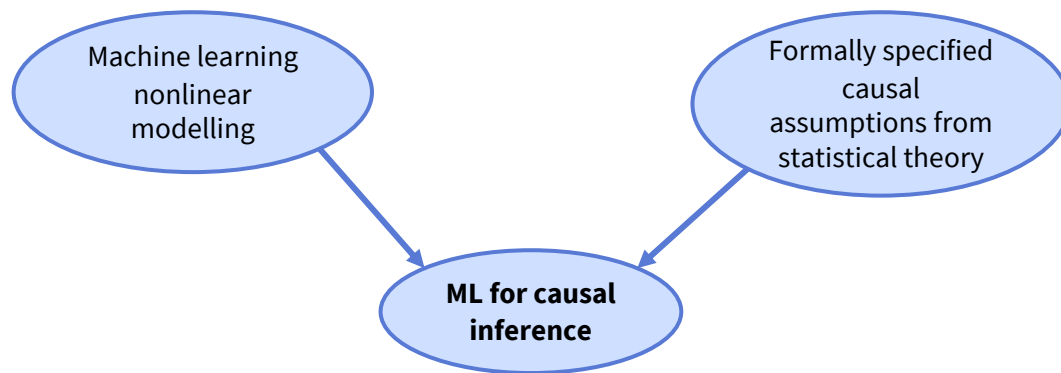 Machine learning
nonlinear
modelling
Formally specified
causal
assumptions from
statistical theory
ML for causal
inference